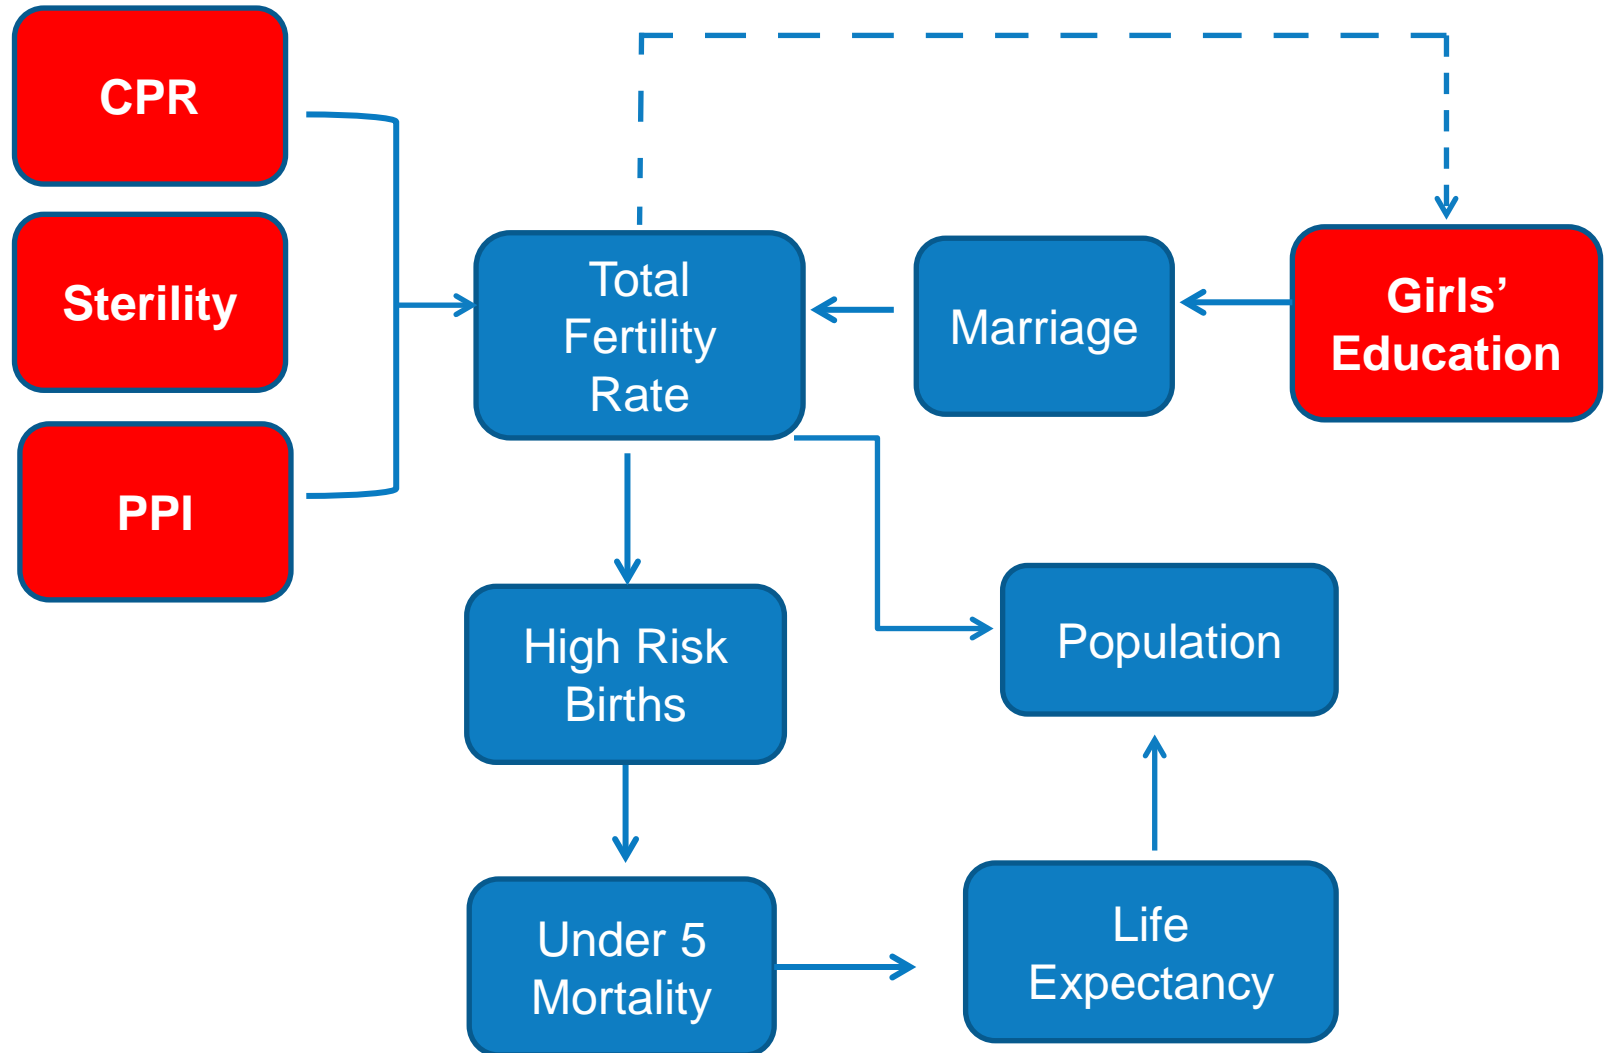 CPR
Sterility
PPI
Total
Fertility
Rate
Marriage
Girls’
Education
High Risk
Births
Population
Under 5
Mortality
Life
Expectancy